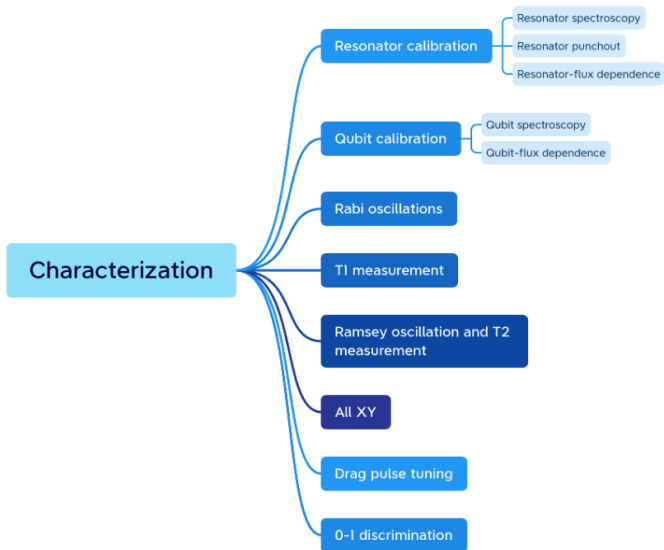 Characterization
Resonator calibration
Resonator spectroscopy
Resonator punchout
Resonator-flux dependence
Qubit calibration
Qubit spectroscopy
Qubit-flux dependence
Rabi oscillations
T1 measurement
Ramsey oscillation and T2
measurement
All XY
Drag pulse tuning
0-1 discrimination